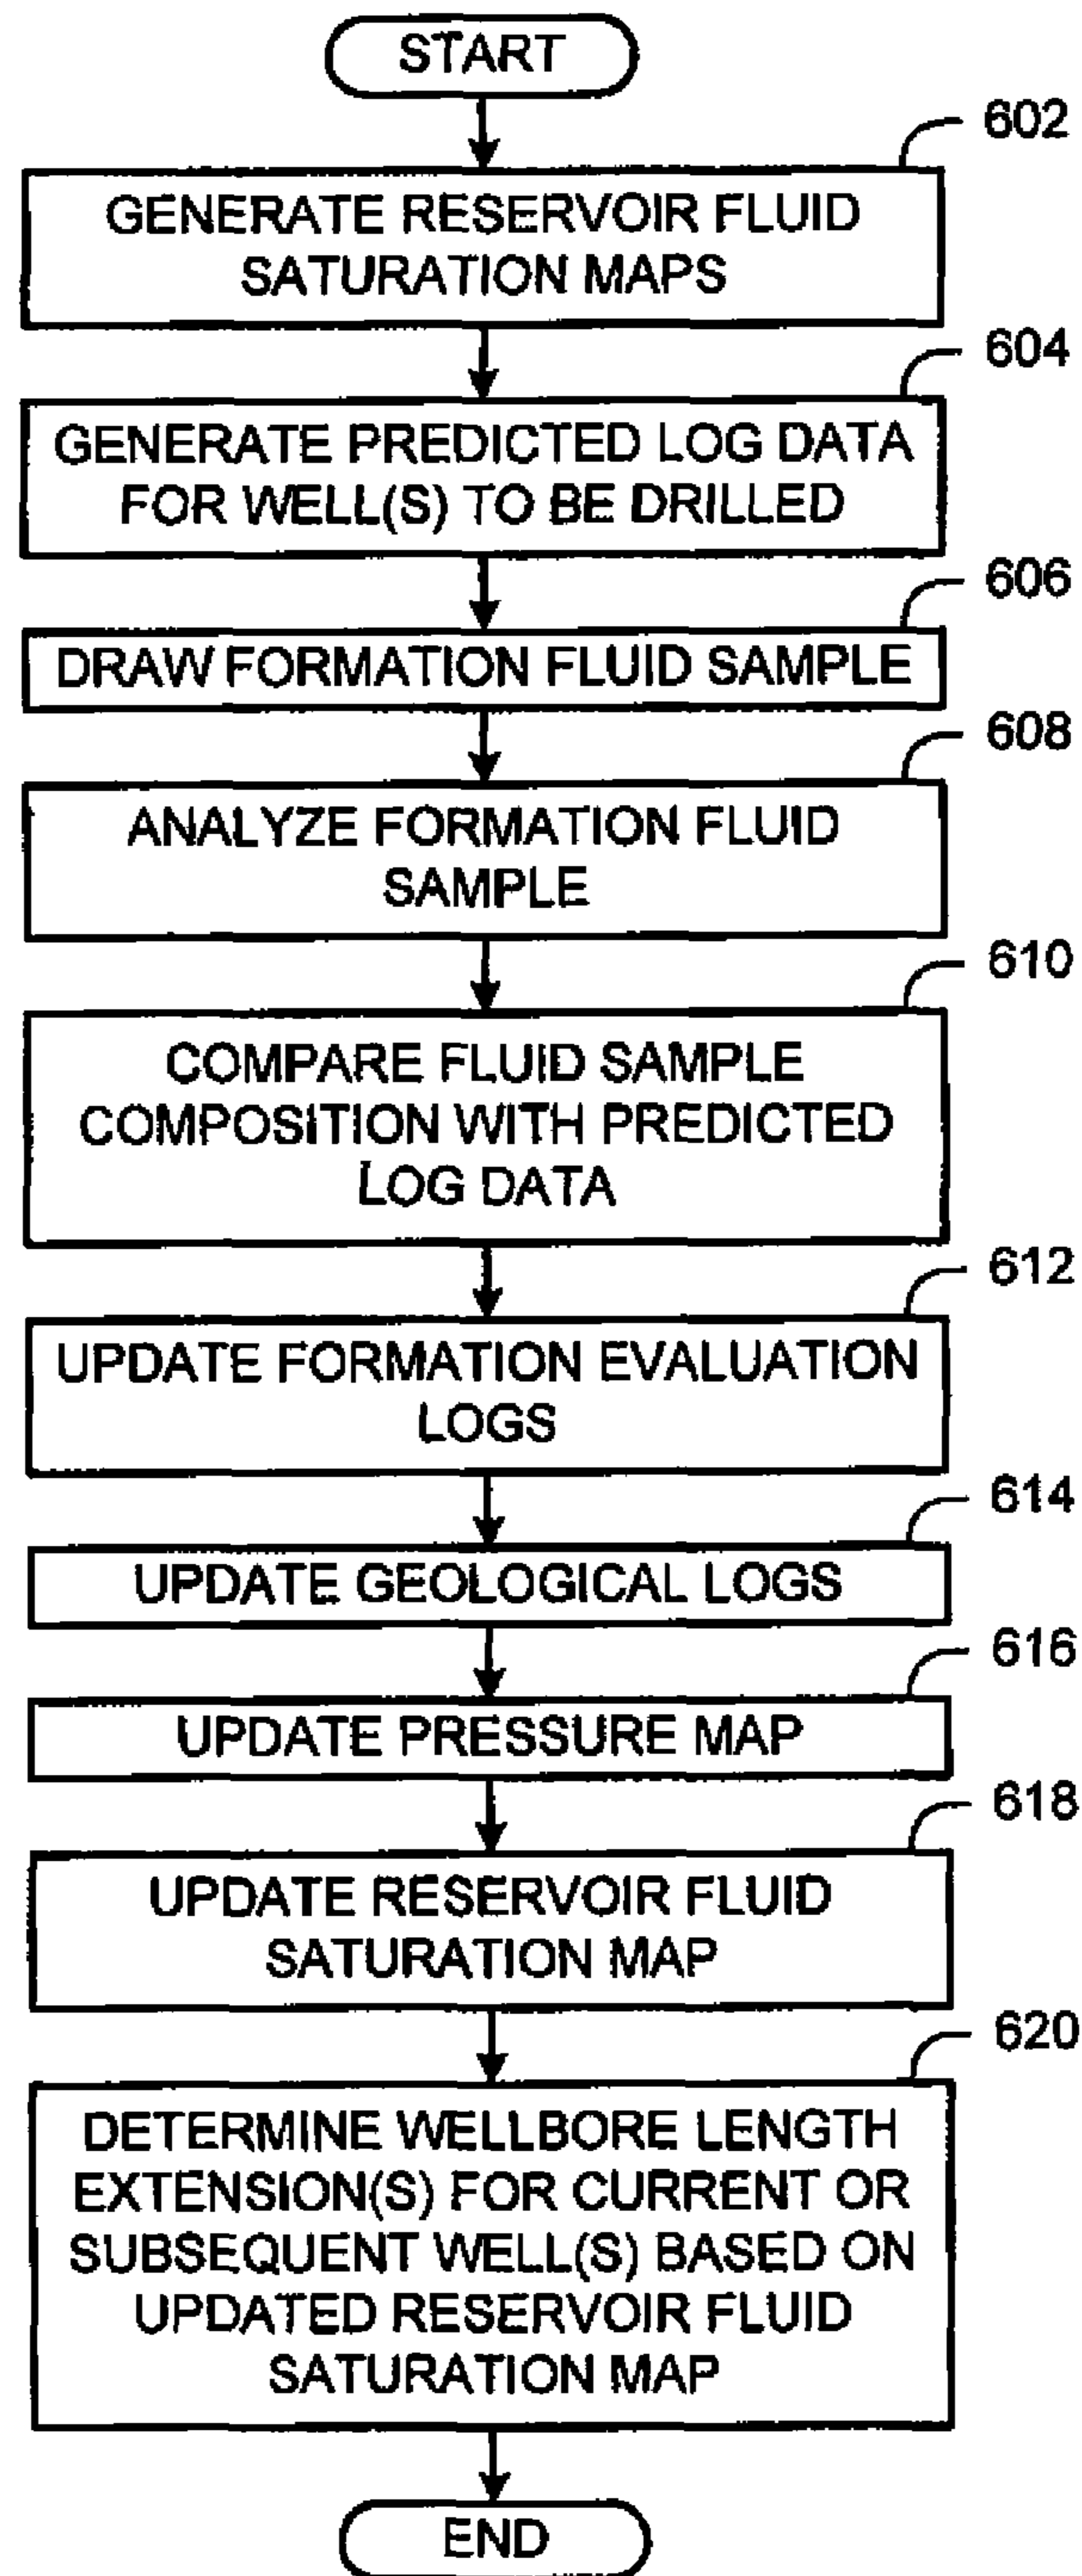 START
602
GENERATE RESERVOIR FLUID
SATURATION MAPS
604
GENERATE PREDICTED LOG DATA
FOR WELL(S) TO BE DRILLED
606
DRAW FORMATION FLUID SAMPLE
608
ANALYZE FORMATION FLUID
SAMPLE
610
COMPARE FLUID SAMPLE
COMPOSITION WITH PREDICTED
LOG DATA
612
UPDATE FORMATION EVALUATION
LOGS
614
UPDATE GEOLOGICAL LOGS
616
UPDATE PRESSURE MAP
618
UPDATE RESERVOIR FLUID
SATURATION MAP
620
DETERMINE WELLBORE LENGTH
EXTENSION(S) FOR CURRENT OR
SUBSEQUENT WELL(S) BASED ON
UPDATED RESERVOIR FLUID
SATURATION MAP
END